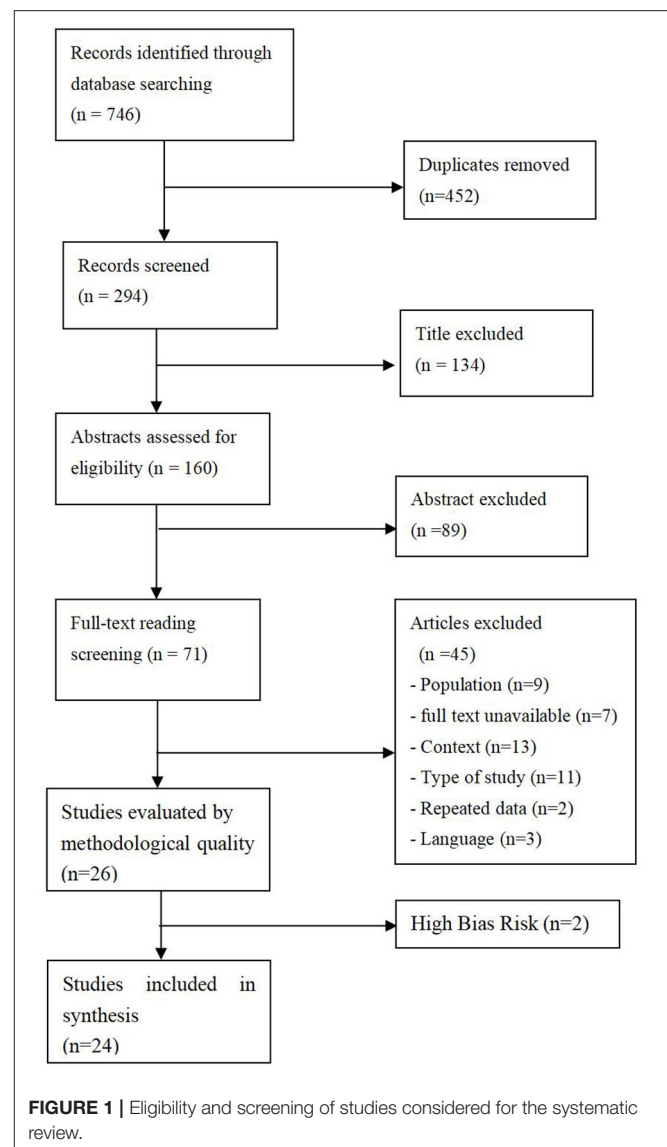 Records identified through
database searching
(n = 746)
Duplicates removed
(n=452)
Records screened
(n = 294)
Title excluded
(n = 134)
Abstracts assessed for
eligibility (n = 160)
Abstract excluded
(n =89)
Full-text reading
screening (n = 71)
Articles excluded
(n =45)
- Population (n=9)
- full text unavailable (n=7)
- Context (n=13)
- Type of study (n=11)
- Repeated data (n=2)
- Language (n=3)
Studies evaluated by
methodological quality
(n=26)
High Bias Risk (n=2)
Studies included in
synthesis
(n=24)
FIGURE 1 | Eligibility and screening of studies considered for the systematic
review.